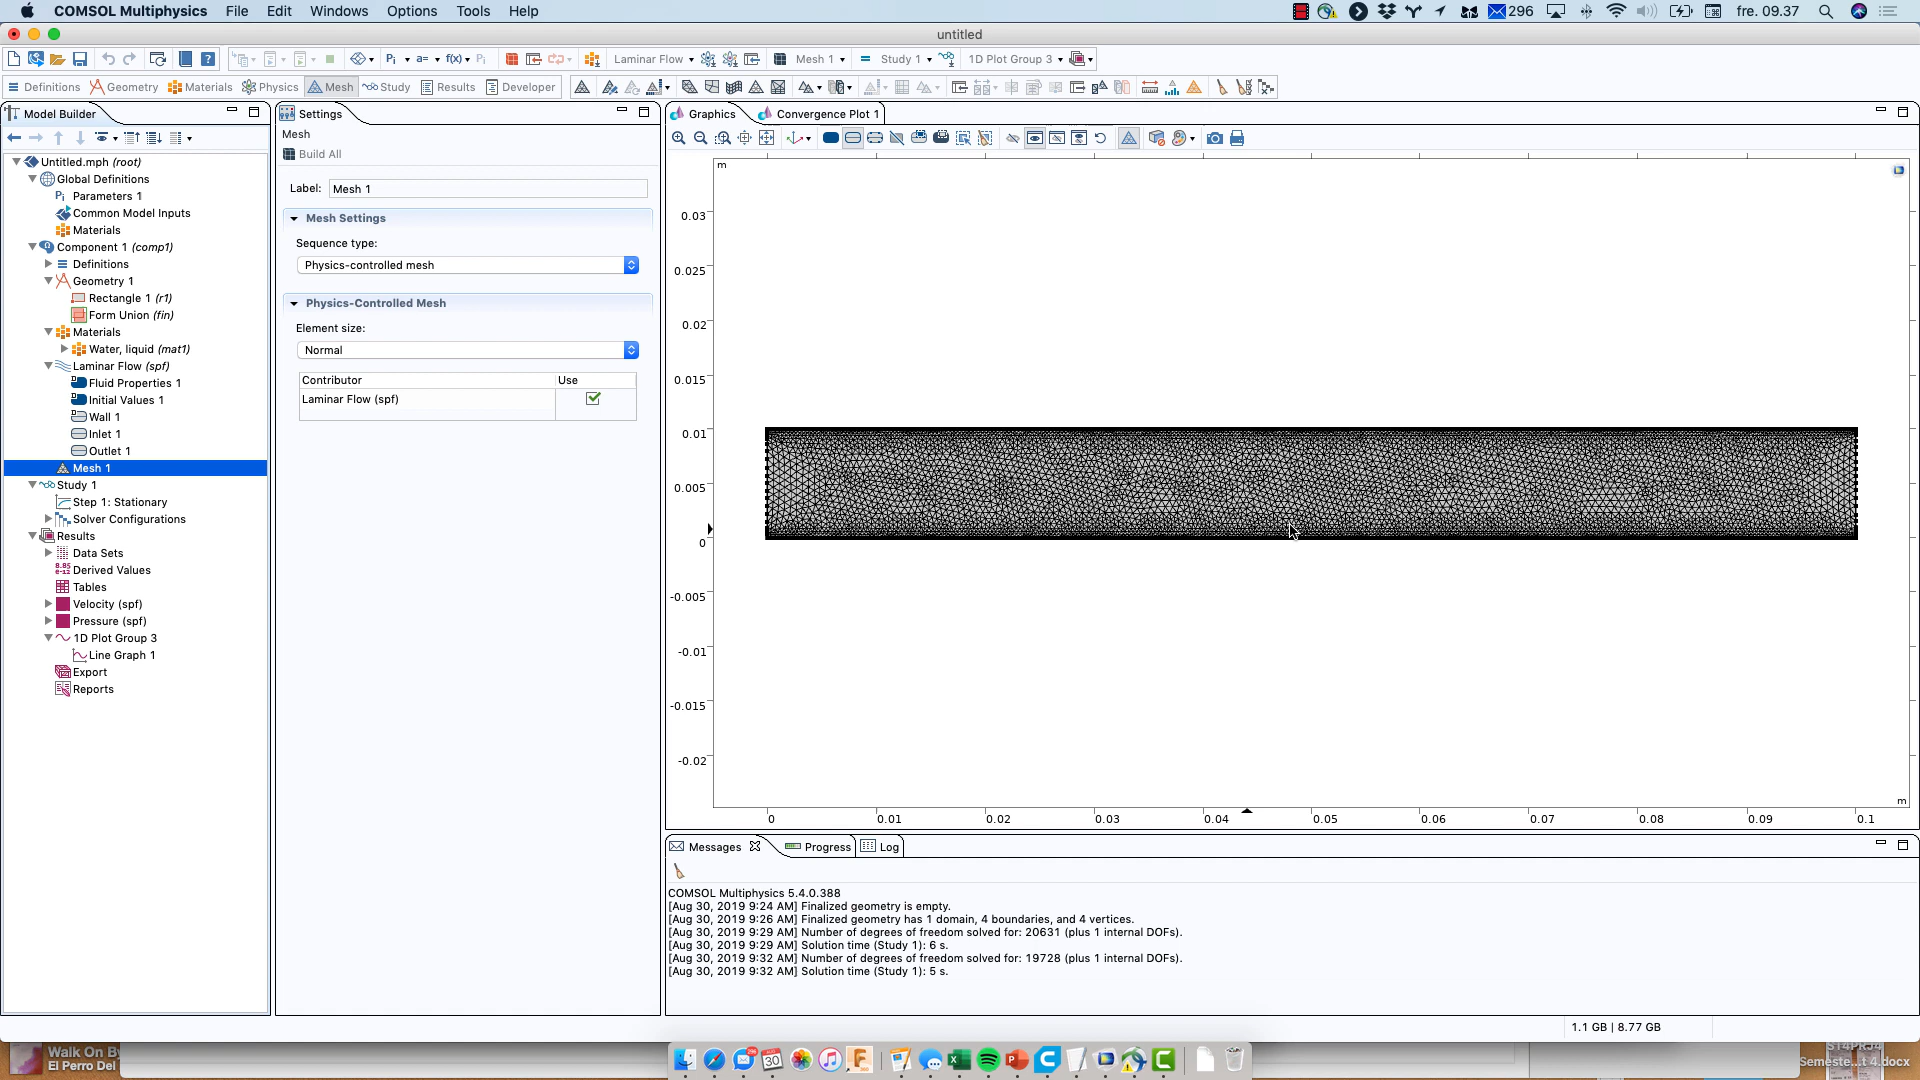 COMSOL Multiphysics File Edit Windows Options Tools Help 296 fre. 09.37
untitled
Pi a= f(x) Pi Laminar Flow Mesh 1 Study 1 1D Plot Group 3
Definitions Geometry Materials Physics Mesh Study Results Developer
Model Builder
Untitled.mph (root)
Global Definitions
Pi Parameters 1
Common Model Inputs
Materials
Component 1 (comp1)
Definitions
Geometry 1
Rectangle 1 (r1)
Form Union (fin)
Materials
Water, liquid (mat1)
Laminar Flow (spf)
Fluid Properties 1
Initial Values 1
Wall 1
Inlet 1
Outlet 1
Mesh 1
Study 1
Step 1: Stationary
Solver Configurations
Results
Data Sets
8.85 e-12 Derived Values
Tables
Velocity (spf)
Pressure (spf)
1D Plot Group 3
Line Graph 1
Export
Reports
Settings
Mesh
Build All
Label: Mesh 1
Mesh Settings
Sequence type:
Physics-controlled mesh
Physics-Controlled Mesh
Element size:
Normal
Contributor Use
Laminar Flow (spf)
Graphics Convergence Plot 1
m
0.03
0.025
0.02
0.015
0.01
0.005
0
-0.005
-0.01
-0.015
-0.02
m
0 0.01 0.02 0.03 0.04 0.05 0.06 0.07 0.08 0.09 0.1
Messages Progress Log
COMSOL Multiphysics 5.4.0.388
[Aug 30, 2019 9:24 AM] Finalized geometry is empty.
[Aug 30, 2019 9:26 AM] Finalized geometry has 1 domain, 4 boundaries, and 4 vertices.
[Aug 30, 2019 9:29 AM] Number of degrees of freedom solved for: 20631 (plus 1 internal DOFs).
[Aug 30, 2019 9:29 AM] Solution time (Study 1): 6 s.
[Aug 30, 2019 9:32 AM] Number of degrees of freedom solved for: 19728 (plus 1 internal DOFs).
[Aug 30, 2019 9:32 AM] Solution time (Study 1): 5 s.
1.1 GB | 8.77 GB
Walk On By
El Perro Del
30
Semeste...t 4.docx